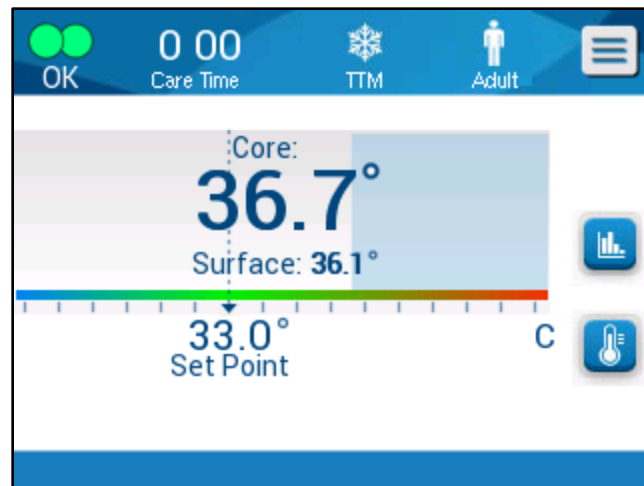 OK
0 00
Care Time
TTM
Adult
Core:
36.7°
Surface: 36.1°
33.0°
Set Point
C